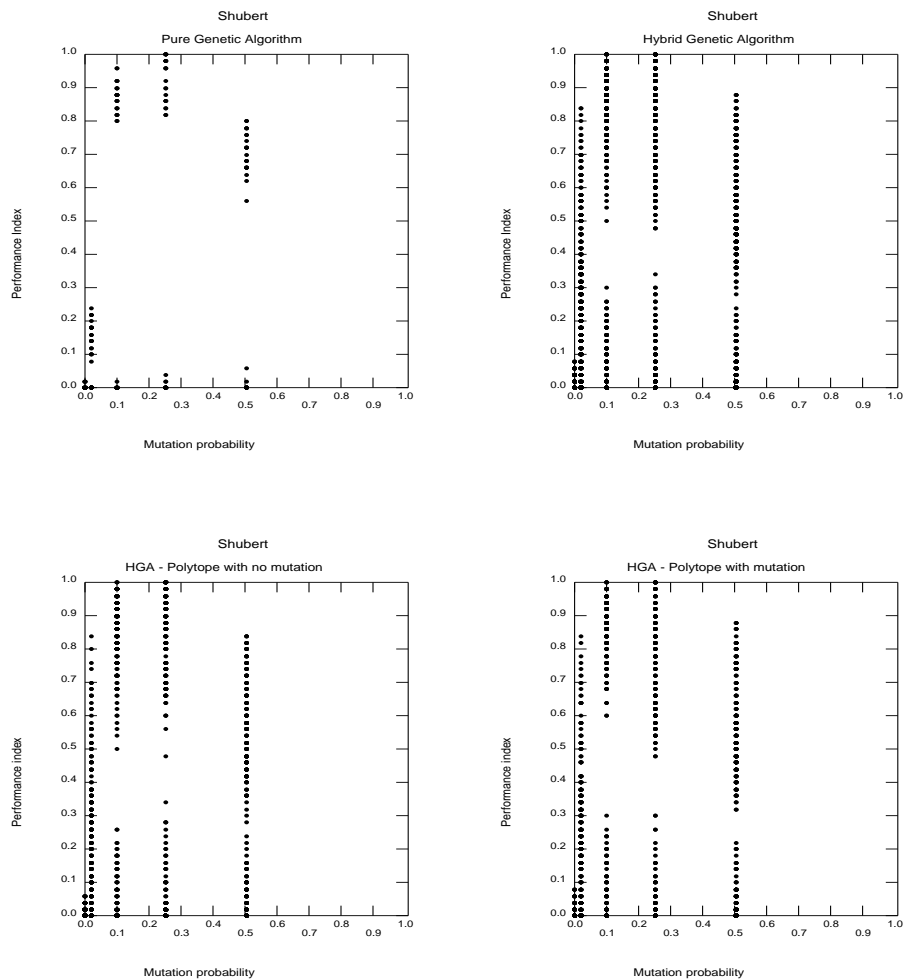 Shubert
Pure Genetic Algorithm
1.0
0.9
0.8
0.7
0.6
0.5
0.4
0.3
0.2
0.1
0.0
Performance Index
0.0 0.1 0.2 0.3 0.4 0.5 0.6 0.7 0.8 0.9 1.0
Mutation probability
Shubert
Hybrid Genetic Algorithm
1.0
0.9
0.8
0.7
0.6
0.5
0.4
0.3
0.2
0.1
0.0
Performance Index
0.0 0.1 0.2 0.3 0.4 0.5 0.6 0.7 0.8 0.9 1.0
Mutation probability
Shubert
HGA - Polytope with no mutation
1.0
0.9
0.8
0.7
0.6
0.5
0.4
0.3
0.2
0.1
0.0
Performance index
0.0 0.1 0.2 0.3 0.4 0.5 0.6 0.7 0.8 0.9 1.0
Mutation probability
Shubert
HGA - Polytope with mutation
1.0
0.9
0.8
0.7
0.6
0.5
0.4
0.3
0.2
0.1
0.0
Performance index
0.0 0.1 0.2 0.3 0.4 0.5 0.6 0.7 0.8 0.9 1.0
Mutation probability